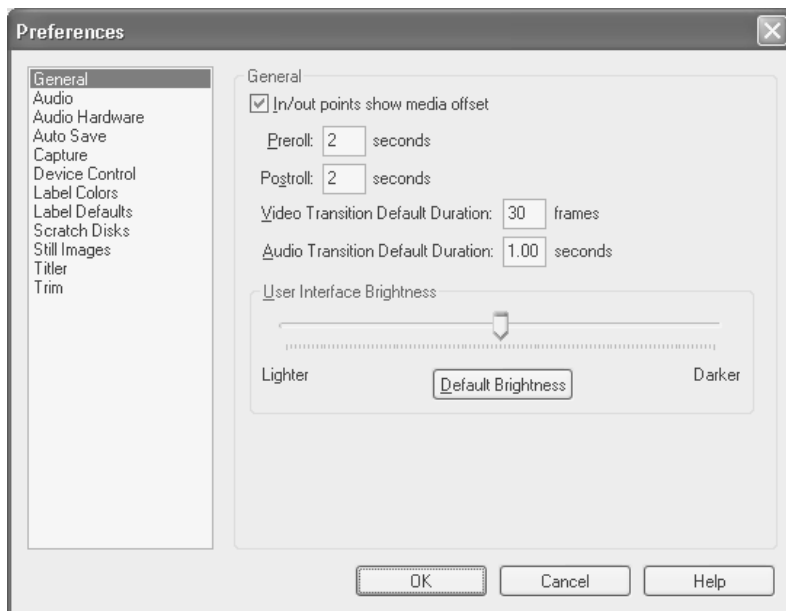 Preferences
General
Audio
Audio Hardware
Auto Save
Capture
Device Control
Label Colors
Label Defaults
Scratch Disks
Still Images
Titler
Trim
General
In/out points show media offset
Preroll: 2 seconds
Postroll: 2 seconds
Video Transition Default Duration: 30 frames
Audio Transition Default Duration: 1.00 seconds
User Interface Brightness
Lighter Default Brightness Darker
OK Cancel Help